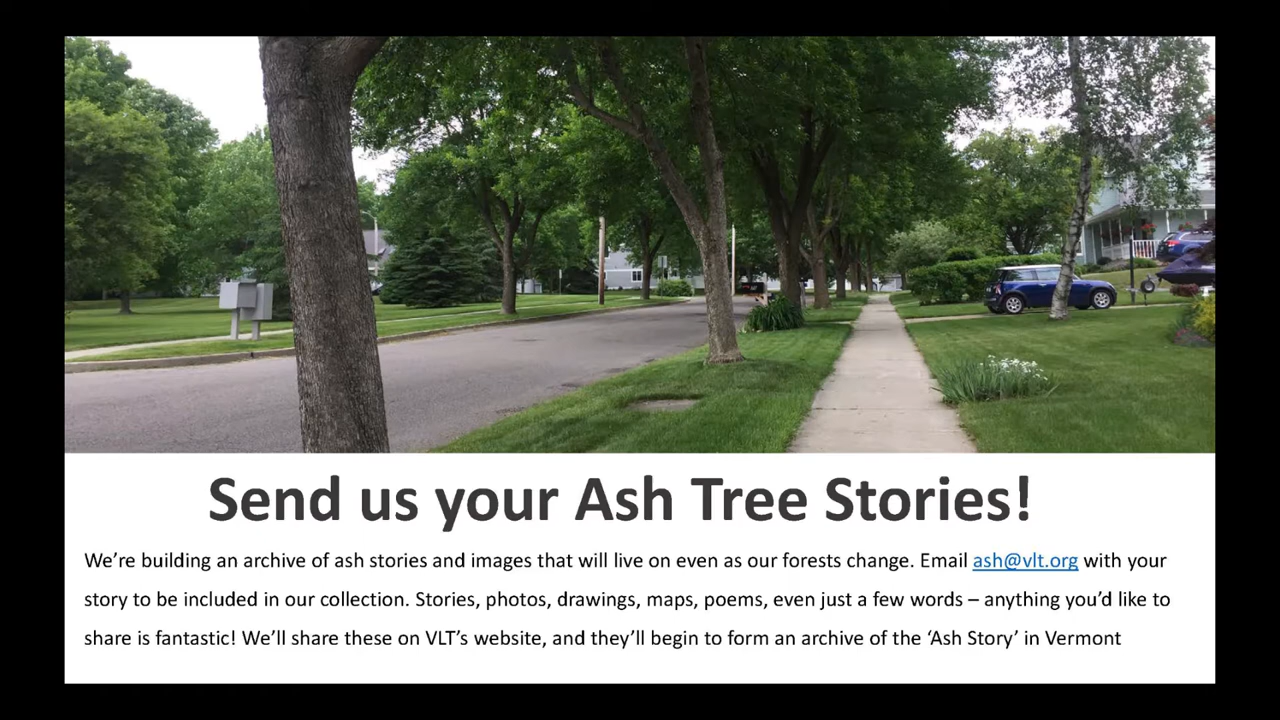 Send us your Ash Tree Stories!
We’re building an archive of ash stories and images that will live on even as our forests change. Email ash@vlt.org with your
story to be included in our collection. Stories, photos, drawings, maps, poems, even just a few words – anything you’d like to
share is fantastic! We’ll share these on VLT’s website, and they’ll begin to form an archive of the ‘Ash Story’ in Vermont